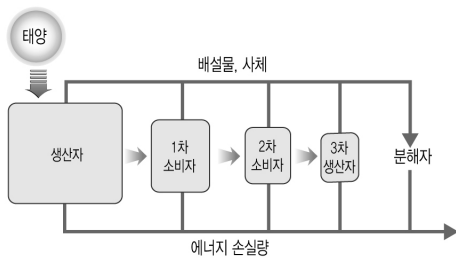 태양
배설물, 사체
생산자
1차
소비자
2차
소비자
3차
생산자
분해자
에너지 손실량